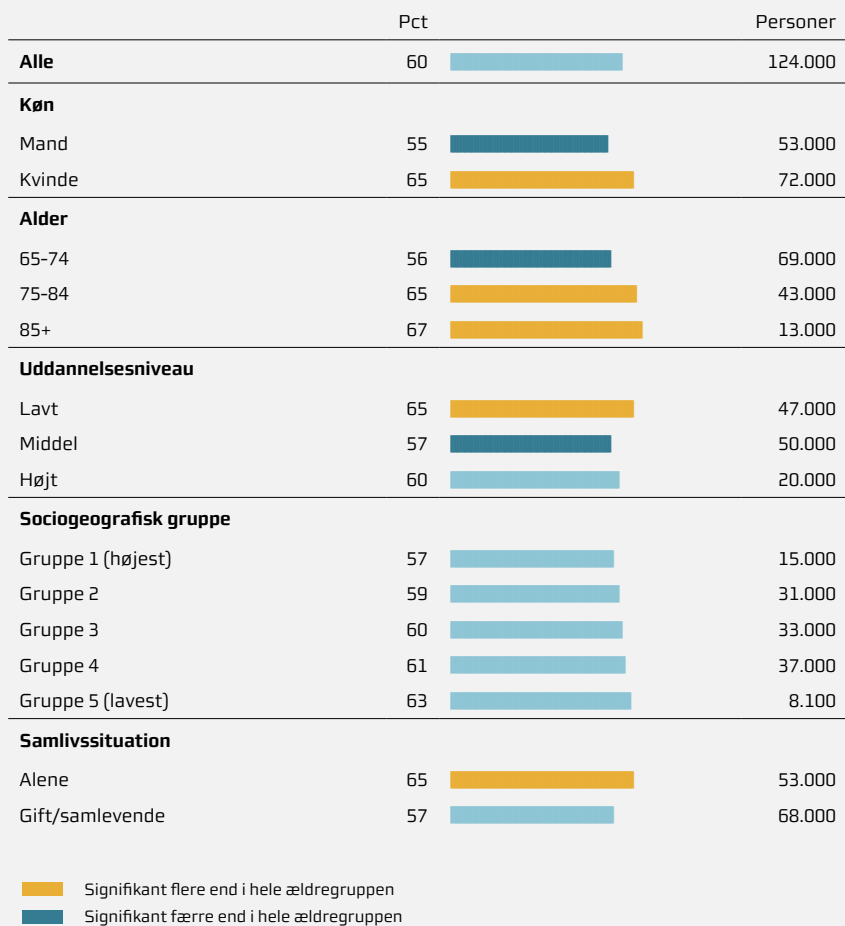 Pct Personer
Alle 60 124.000
Køn
Mand 55 53.000
Kvinde 65 72.000
Alder
65-74 56 69.000
75-84 65 43.000
85+ 67 13.000
Uddannelsesniveau
Lavt 65 47.000
Middel 57 50.000
Højt 60 20.000
Sociogeografisk gruppe
Gruppe 1 (højest) 57 15.000
Gruppe 2 59 31.000
Gruppe 3 60 33.000
Gruppe 4 61 37.000
Gruppe 5 (lavest) 63 8.100
Samlivssituation
Alene 65 53.000
Gift/samlevende 57 68.000
Signifikant flere end i hele ældregruppen
Signifikant færre end i hele ældregruppen